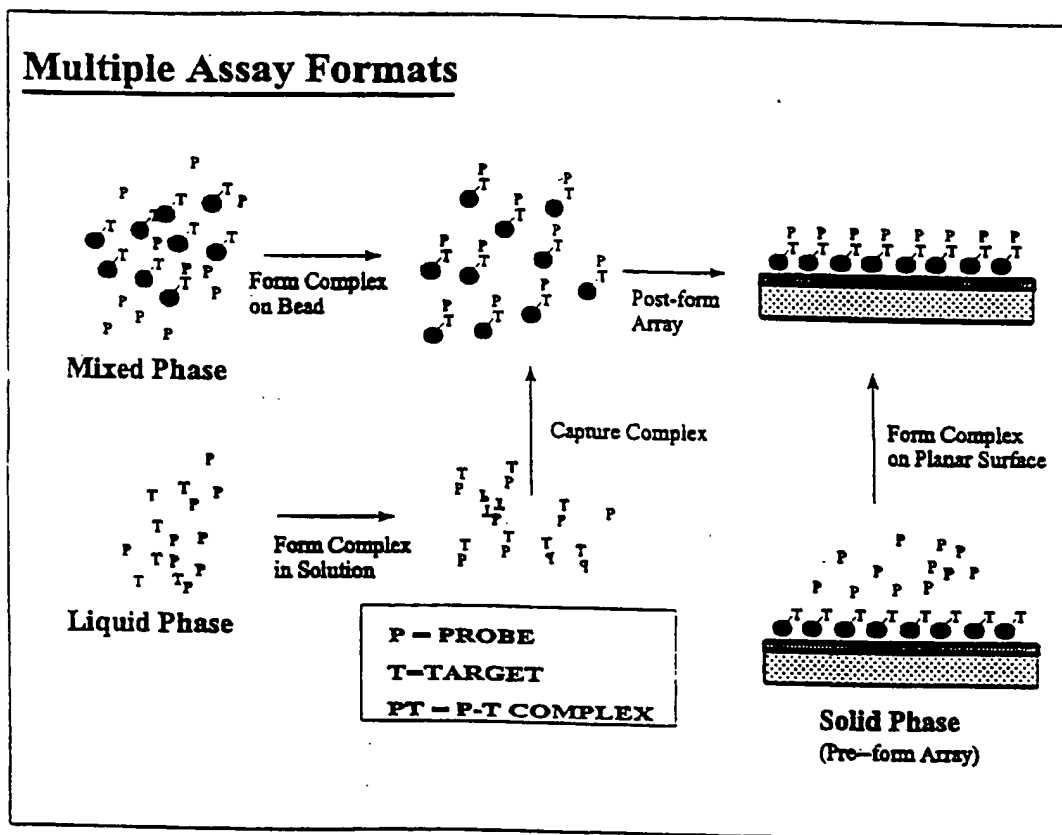 Multiple Assay Formats
Form Complex
on Bead
Mixed Phase
Post-form
Array
Capture Complex
Form Complex
on Planar Surface
Form Complex
in Solution
Liquid Phase
P = PROBE
T=TARGET
PT = P-T COMPLEX
Solid Phase
(Pre-form Array)